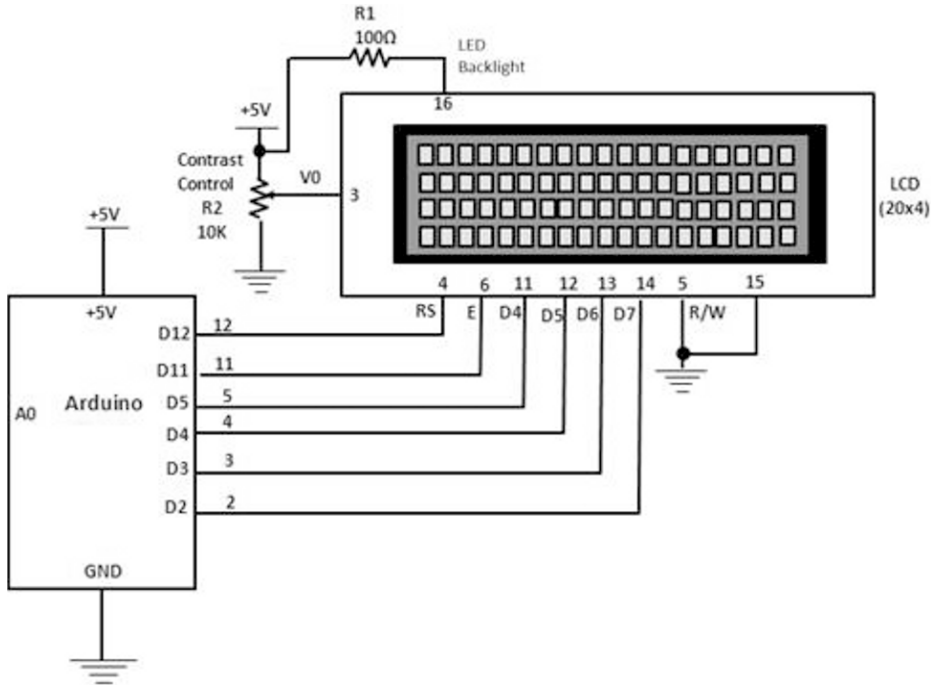 R1
100Ω
LED
Backlight
16
+5V
Contrast
Control
R2
10K
V0
3
LCD
(20x4)
+5V
4 6 11 12 13 14 5 15
RS E D4 D5 D6 D7 R/W
+5V
D12 12
D11 11
Arduino
A0
D5 5
D4 4
D3 3
D2 2
GND